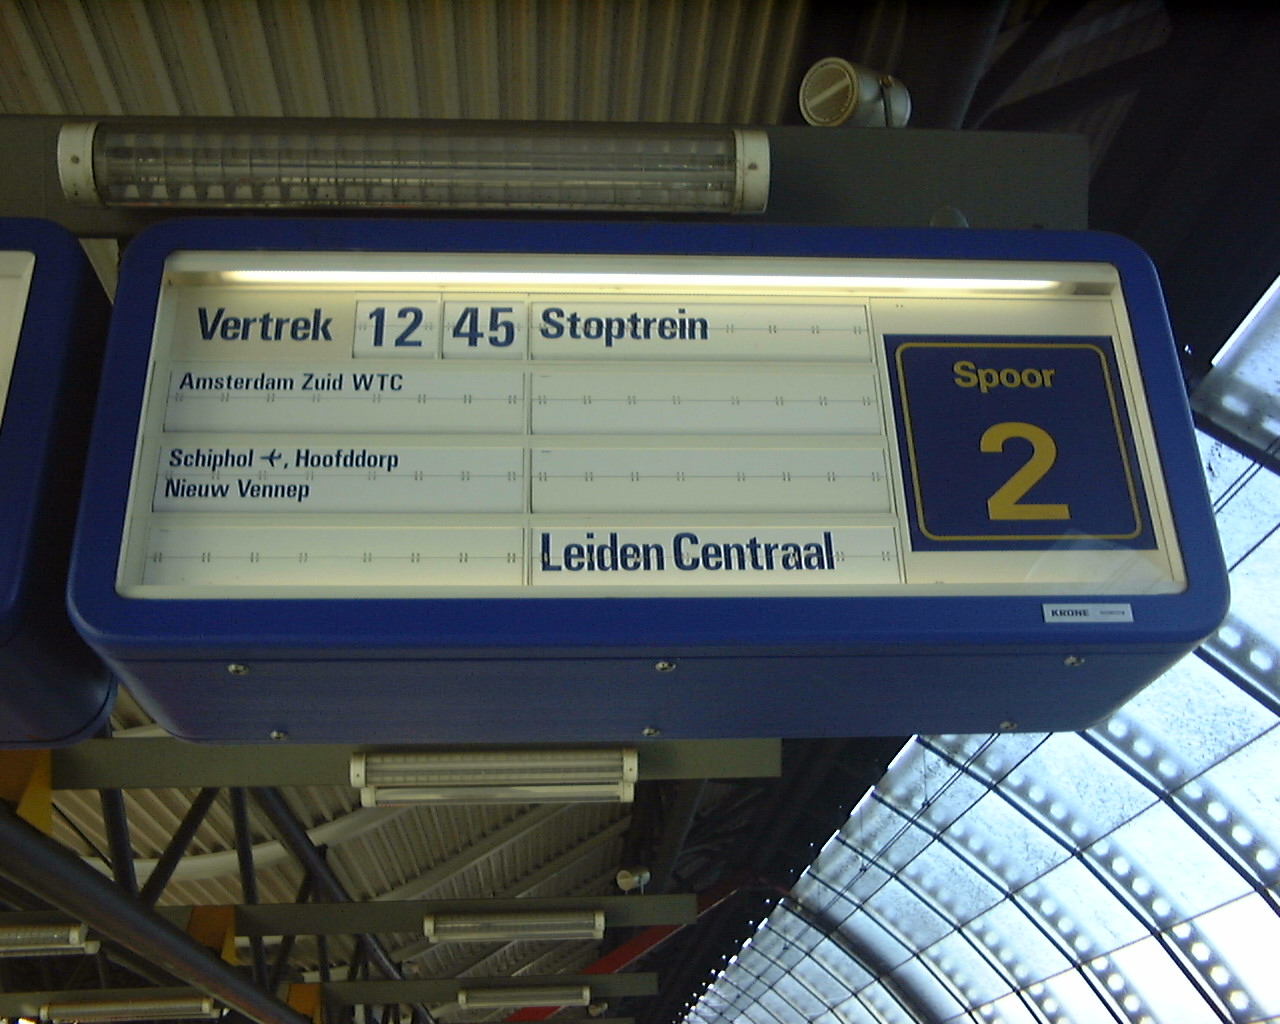 Vertrek 12 45 Stoptrein
Amsterdam Zuid WTC
Schiphol , Hoofddorp
Nieuw Vennep
Leiden Centraal
Spoor
2
KRONE